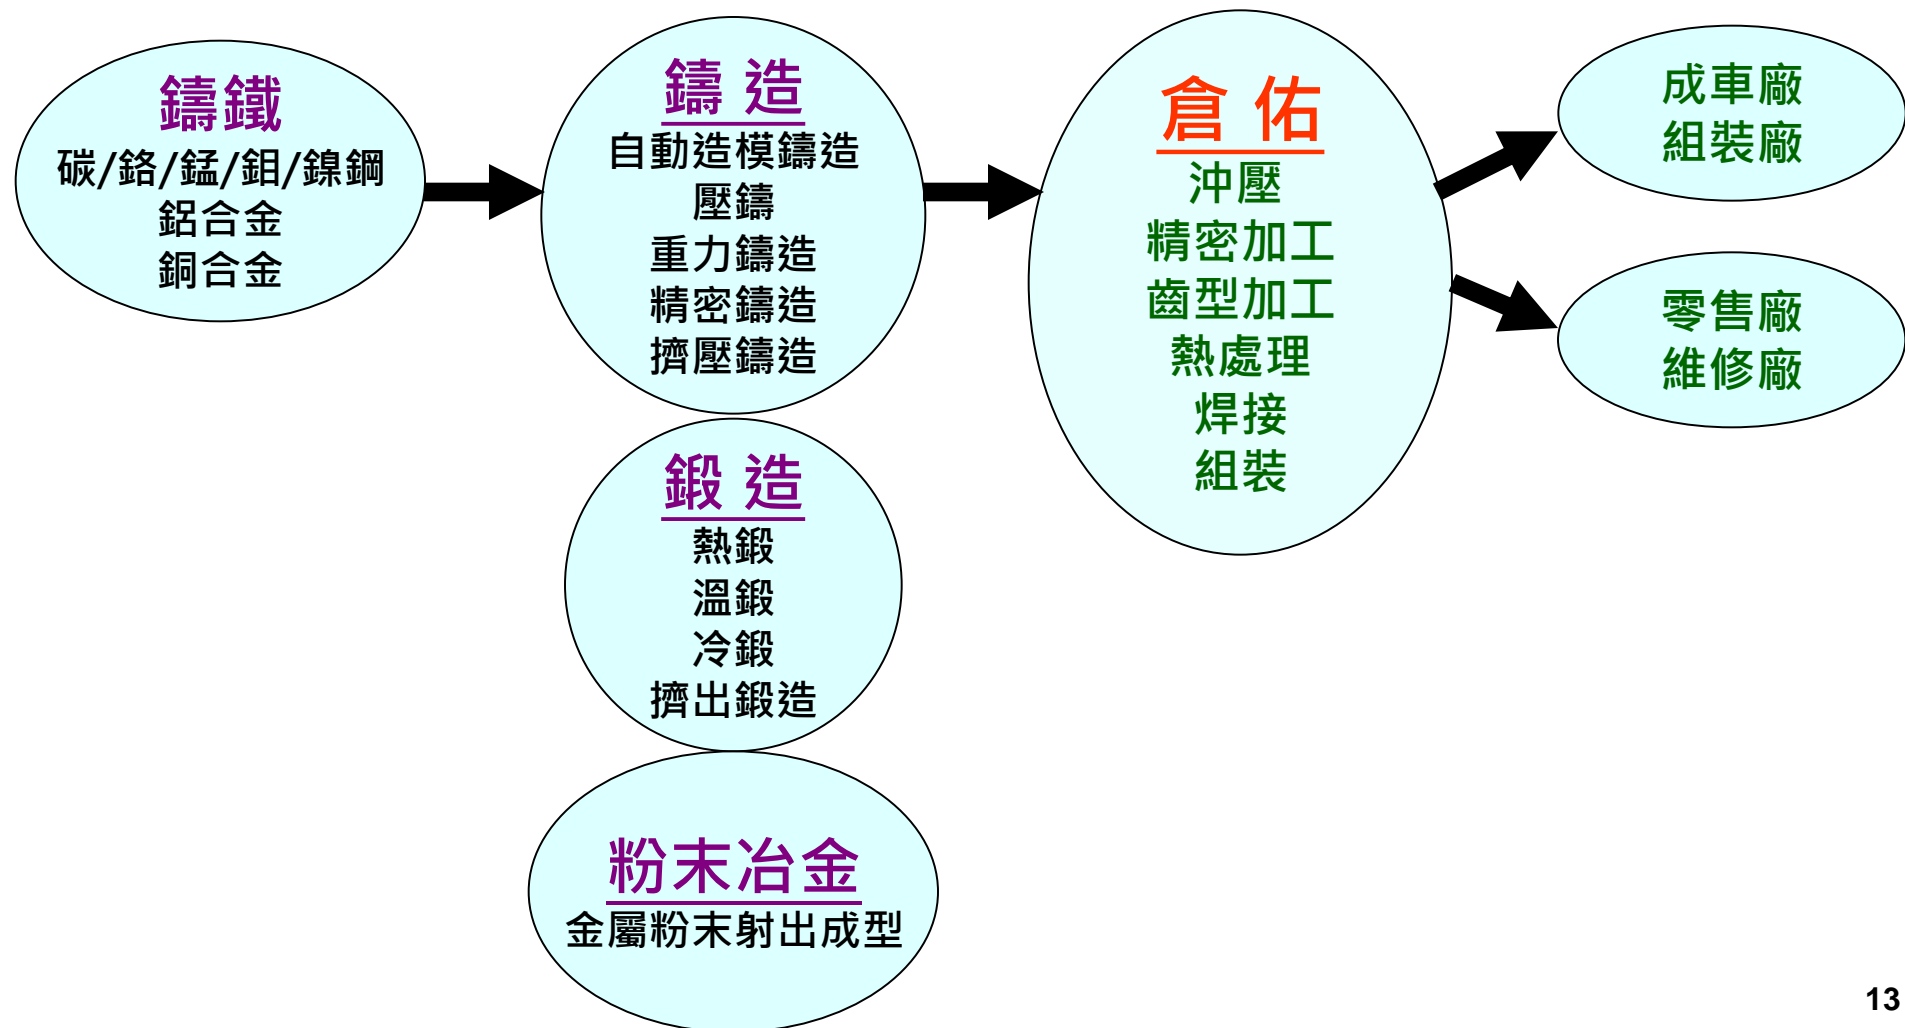 鑄鐵
碳/鉻/錳/鉬/鎳鋼
鋁合金
銅合金
鑄 造
自動造模鑄造
壓鑄
重力鑄造
精密鑄造
擠壓鑄造
鍛 造
熱鍛
溫鍛
冷鍛
擠出鍛造
粉末冶金
金屬粉末射出成型
倉 佑
沖壓
精密加工
齒型加工
熱處理
焊接
組裝
成車廠
組裝廠
零售廠
維修廠
13